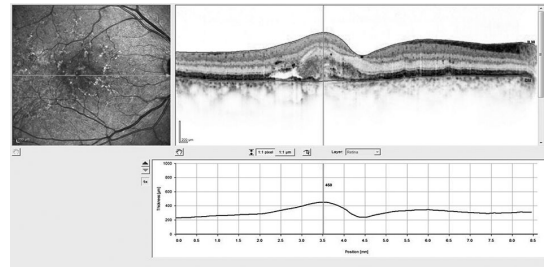 200 µm
1:1 pixel 1:1 µm Layer: Retina
1000
800
600
400
200
0
Thickness [µm]
460
0.0 0.5 1.0 1.5 2.0 2.5 3.0 3.5 4.0 4.5 5.0 5.5 6.0 6.5 7.0 7.5 8.0 8.5
Position [mm]